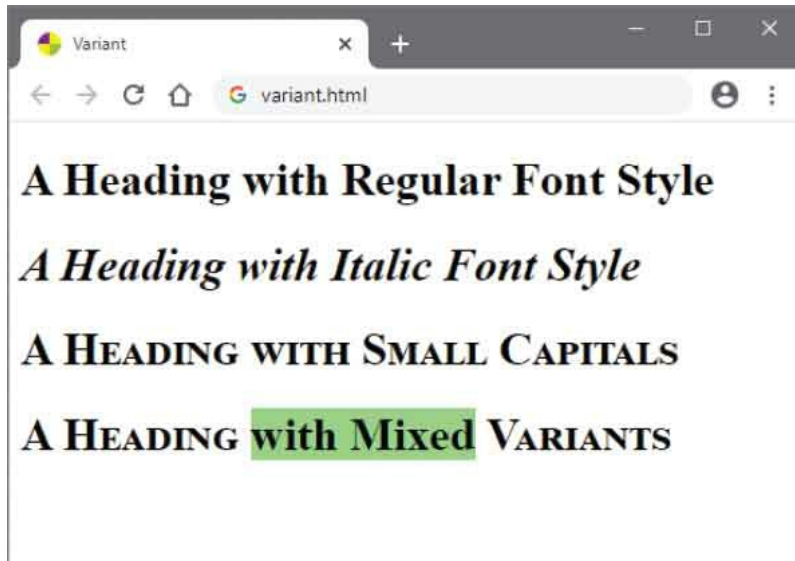 Variant
variant.html
A Heading with Regular Font Style
A Heading with Italic Font Style
A Heading with Small Capitals
A Heading with Mixed Variants